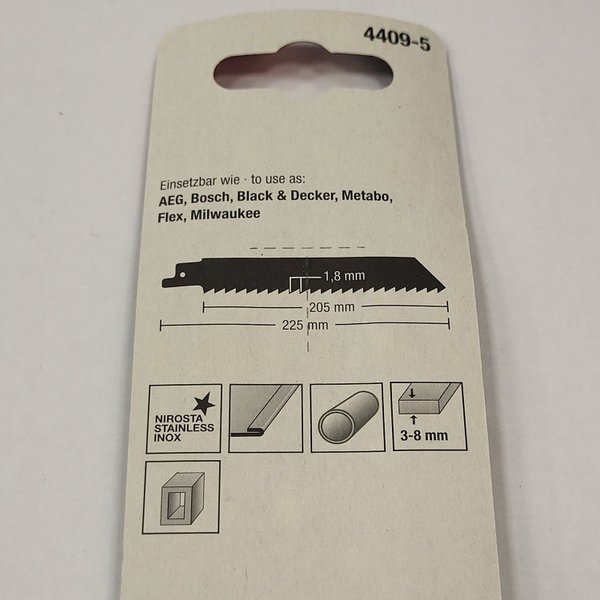 4409-5
Einsetzbar wie · to use as:
AEG, Bosch, Black & Decker, Metabo,
Flex, Milwaukee
1,8 mm
205 mm
225 mm
NIROSTA
STAINLESS
INOX
3-8 mm